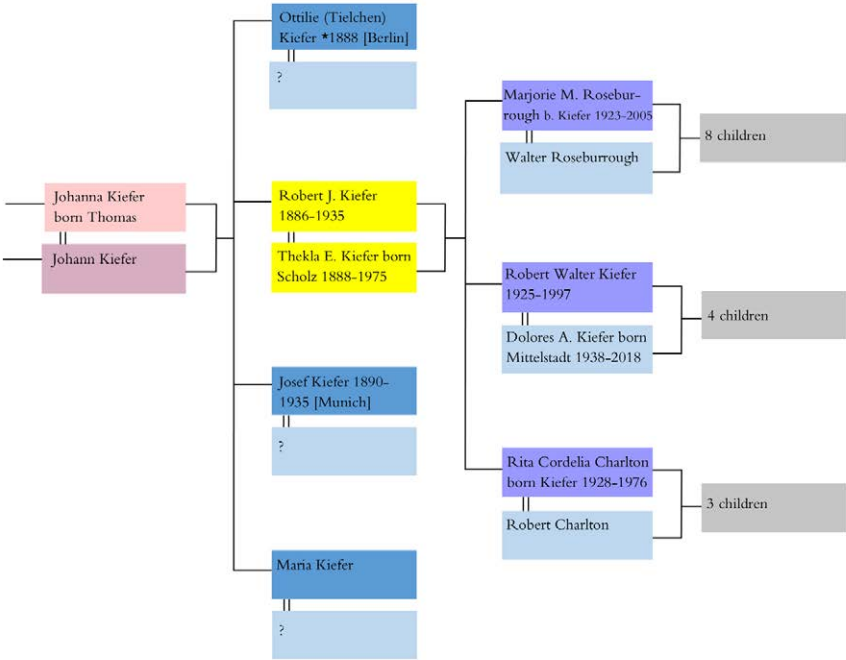 Ottilie (Tielchen)
Kiefer *1888 [Berlin]
?
Johanna Kiefer
born Thomas
Johann Kiefer
Robert J. Kiefer
1886-1935
Thekla E. Kiefer born
Scholz 1888-1975
Josef Kiefer 1890-
1935 [Munich]
?
Maria Kiefer
?
Marjorie M. Rosebur-
rough b. Kiefer 1923-2005
Walter Roseburrough
8 children
Robert Walter Kiefer
1925-1997
Dolores A. Kiefer born
Mittelstadt 1938-2018
4 children
Rita Cordelia Charlton
born Kiefer 1928-1976
Robert Charlton
3 children